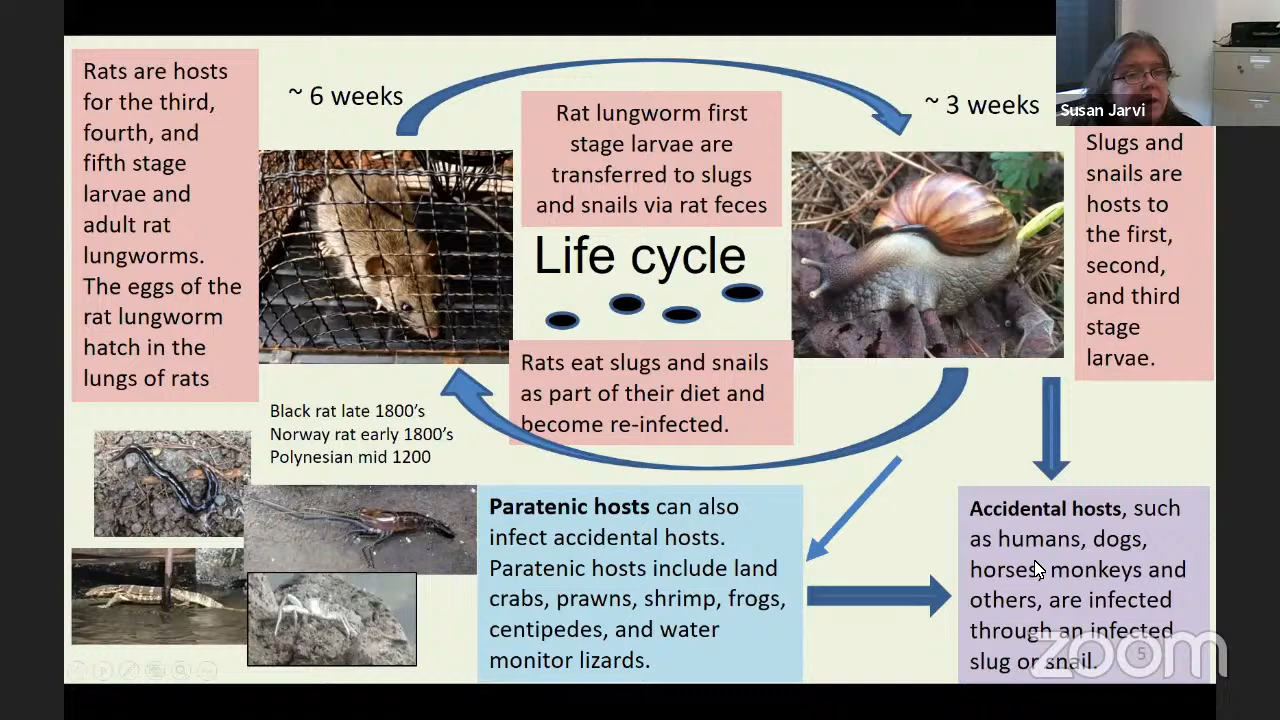 Rats are hosts
for the third,
fourth, and
fifth stage
larvae and
adult rat
lungworms.
The eggs of the
rat lungworm
hatch in the
lungs of rats
~ 6 weeks
Rat lungworm first
stage larvae are
transferred to slugs
and snails via rat feces
Life cycle
Rats eat slugs and snails
as part of their diet and
become re-infected.
~ 3 weeks
Susan Jarvi
Slugs and
snails are
hosts to
the first,
second,
and third
stage
larvae.
Black rat late 1800's
Norway rat early 1800's
Polynesian mid 1200
Paratenic hosts can also
infect accidental hosts.
Paratenic hosts include land
crabs, prawns, shrimp, frogs,
centipedes, and water
monitor lizards.
Accidental hosts, such
as humans, dogs,
horses, monkeys and
others, are infected
through an infected
slug or snail.
5
zoom